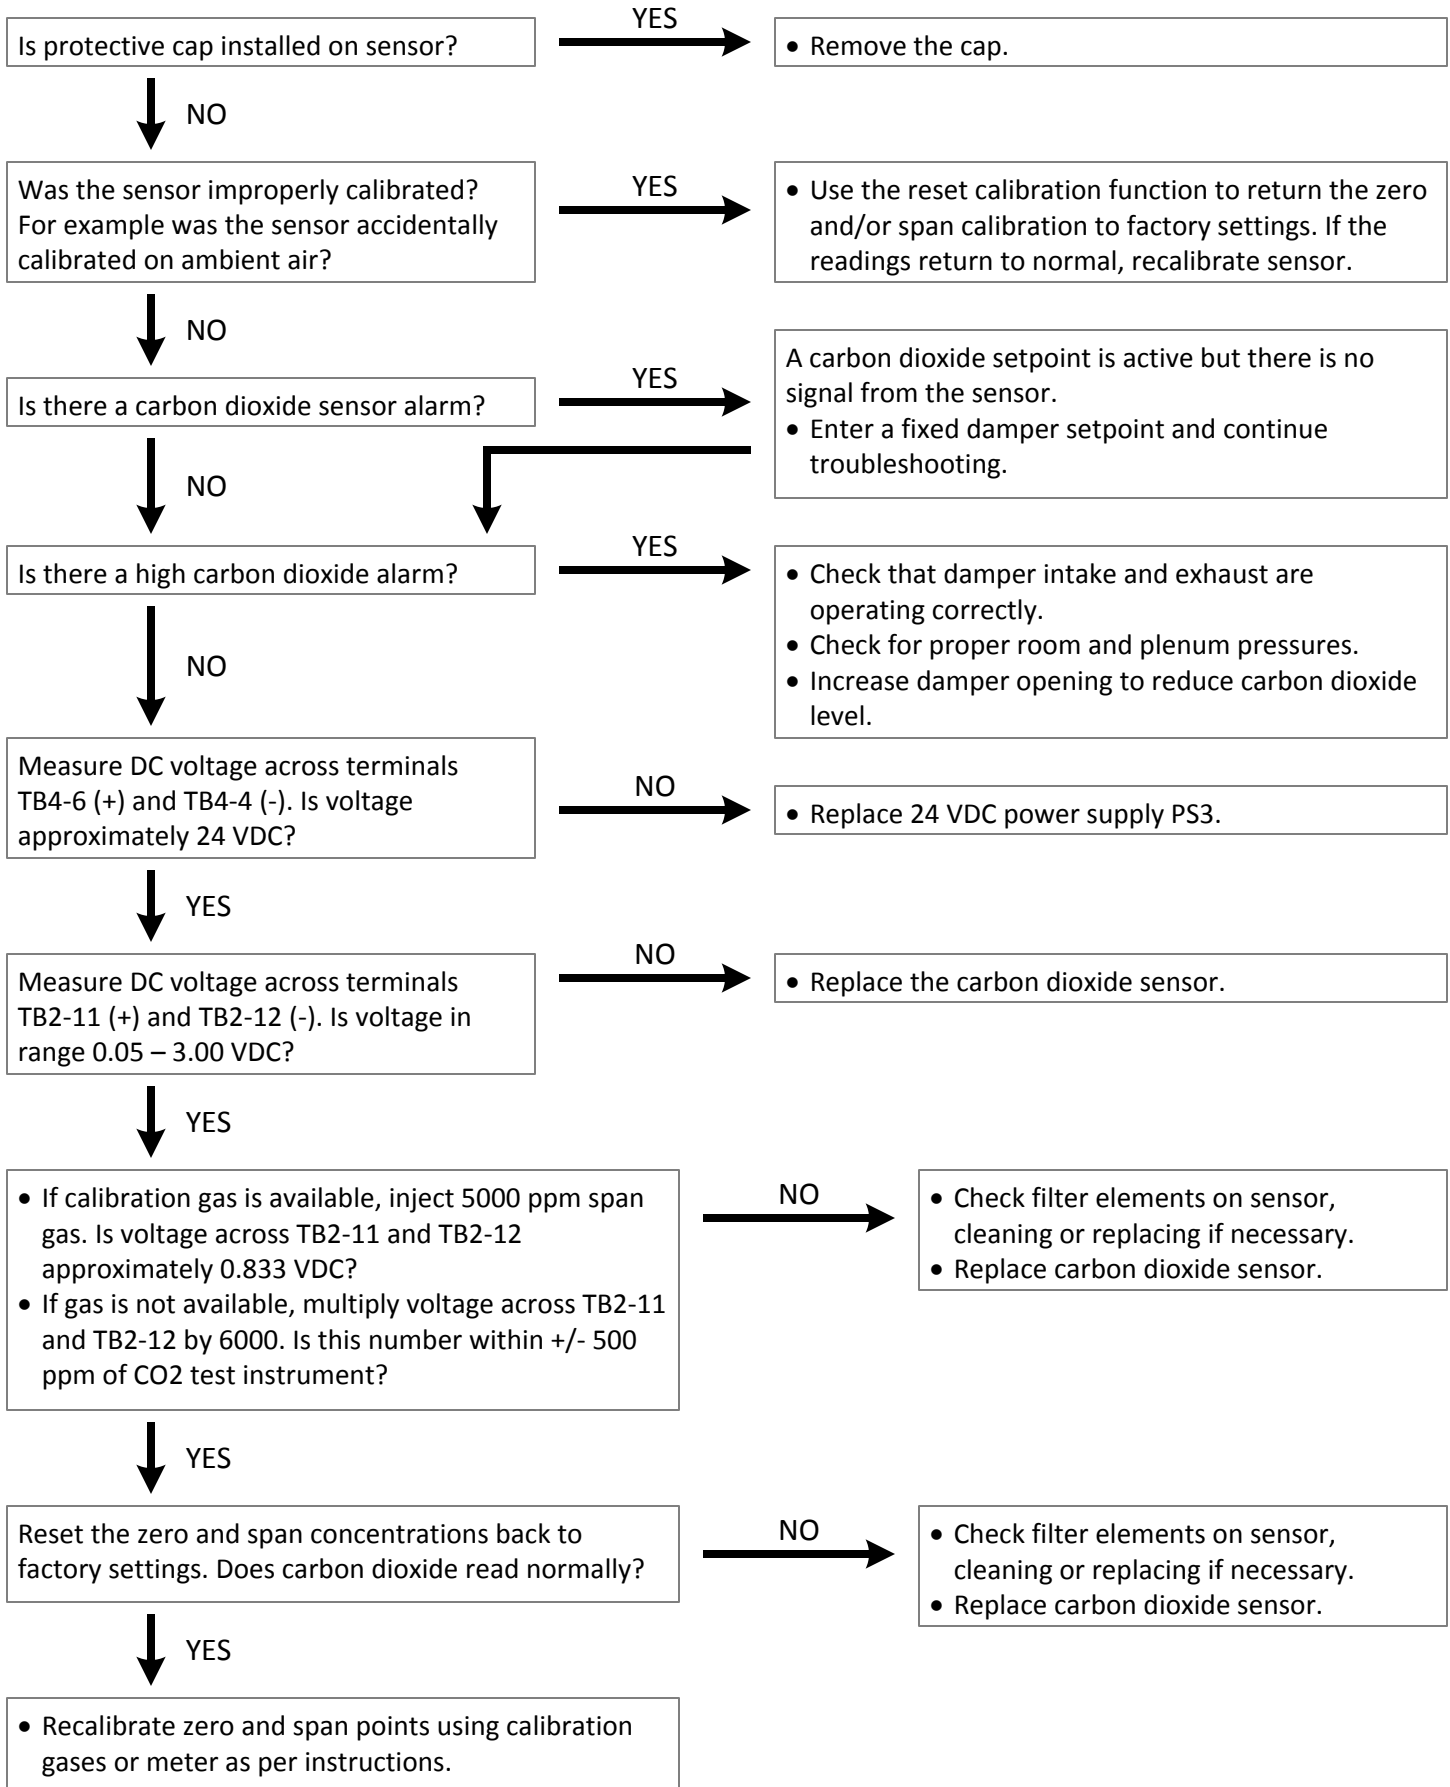 Is protective cap installed on sensor?
YES
• Remove the cap.
NO
Was the sensor improperly calibrated?
For example was the sensor accidentally
calibrated on ambient air?
YES
• Use the reset calibration function to return the zero
and/or span calibration to factory settings. If the
readings return to normal, recalibrate sensor.
NO
Is there a carbon dioxide sensor alarm?
YES
A carbon dioxide setpoint is active but there is no
signal from the sensor.
• Enter a fixed damper setpoint and continue
troubleshooting.
NO
Is there a high carbon dioxide alarm?
YES
• Check that damper intake and exhaust are
operating correctly.
• Check for proper room and plenum pressures.
• Increase damper opening to reduce carbon dioxide
level.
NO
Measure DC voltage across terminals
TB4-6 (+) and TB4-4 (-). Is voltage
approximately 24 VDC?
NO
• Replace 24 VDC power supply PS3.
YES
Measure DC voltage across terminals
TB2-11 (+) and TB2-12 (-). Is voltage in
range 0.05 – 3.00 VDC?
NO
• Replace the carbon dioxide sensor.
YES
• If calibration gas is available, inject 5000 ppm span
gas. Is voltage across TB2-11 and TB2-12
approximately 0.833 VDC?
• If gas is not available, multiply voltage across TB2-11
and TB2-12 by 6000. Is this number within +/- 500
ppm of CO2 test instrument?
NO
• Check filter elements on sensor,
cleaning or replacing if necessary.
• Replace carbon dioxide sensor.
YES
Reset the zero and span concentrations back to
factory settings. Does carbon dioxide read normally?
NO
• Check filter elements on sensor,
cleaning or replacing if necessary.
• Replace carbon dioxide sensor.
YES
• Recalibrate zero and span points using calibration
gases or meter as per instructions.